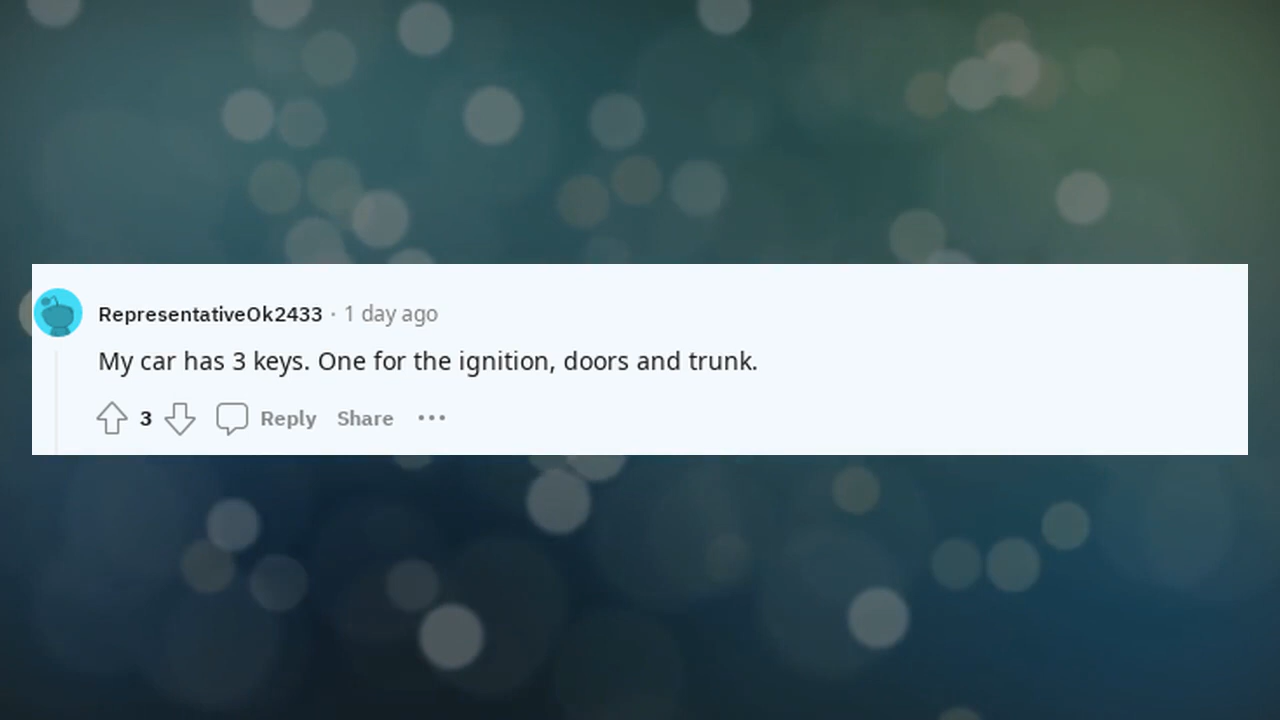 RepresentativeOk2433 · 1 day ago
My car has 3 keys. One for the ignition, doors and trunk.
3 Reply Share ···